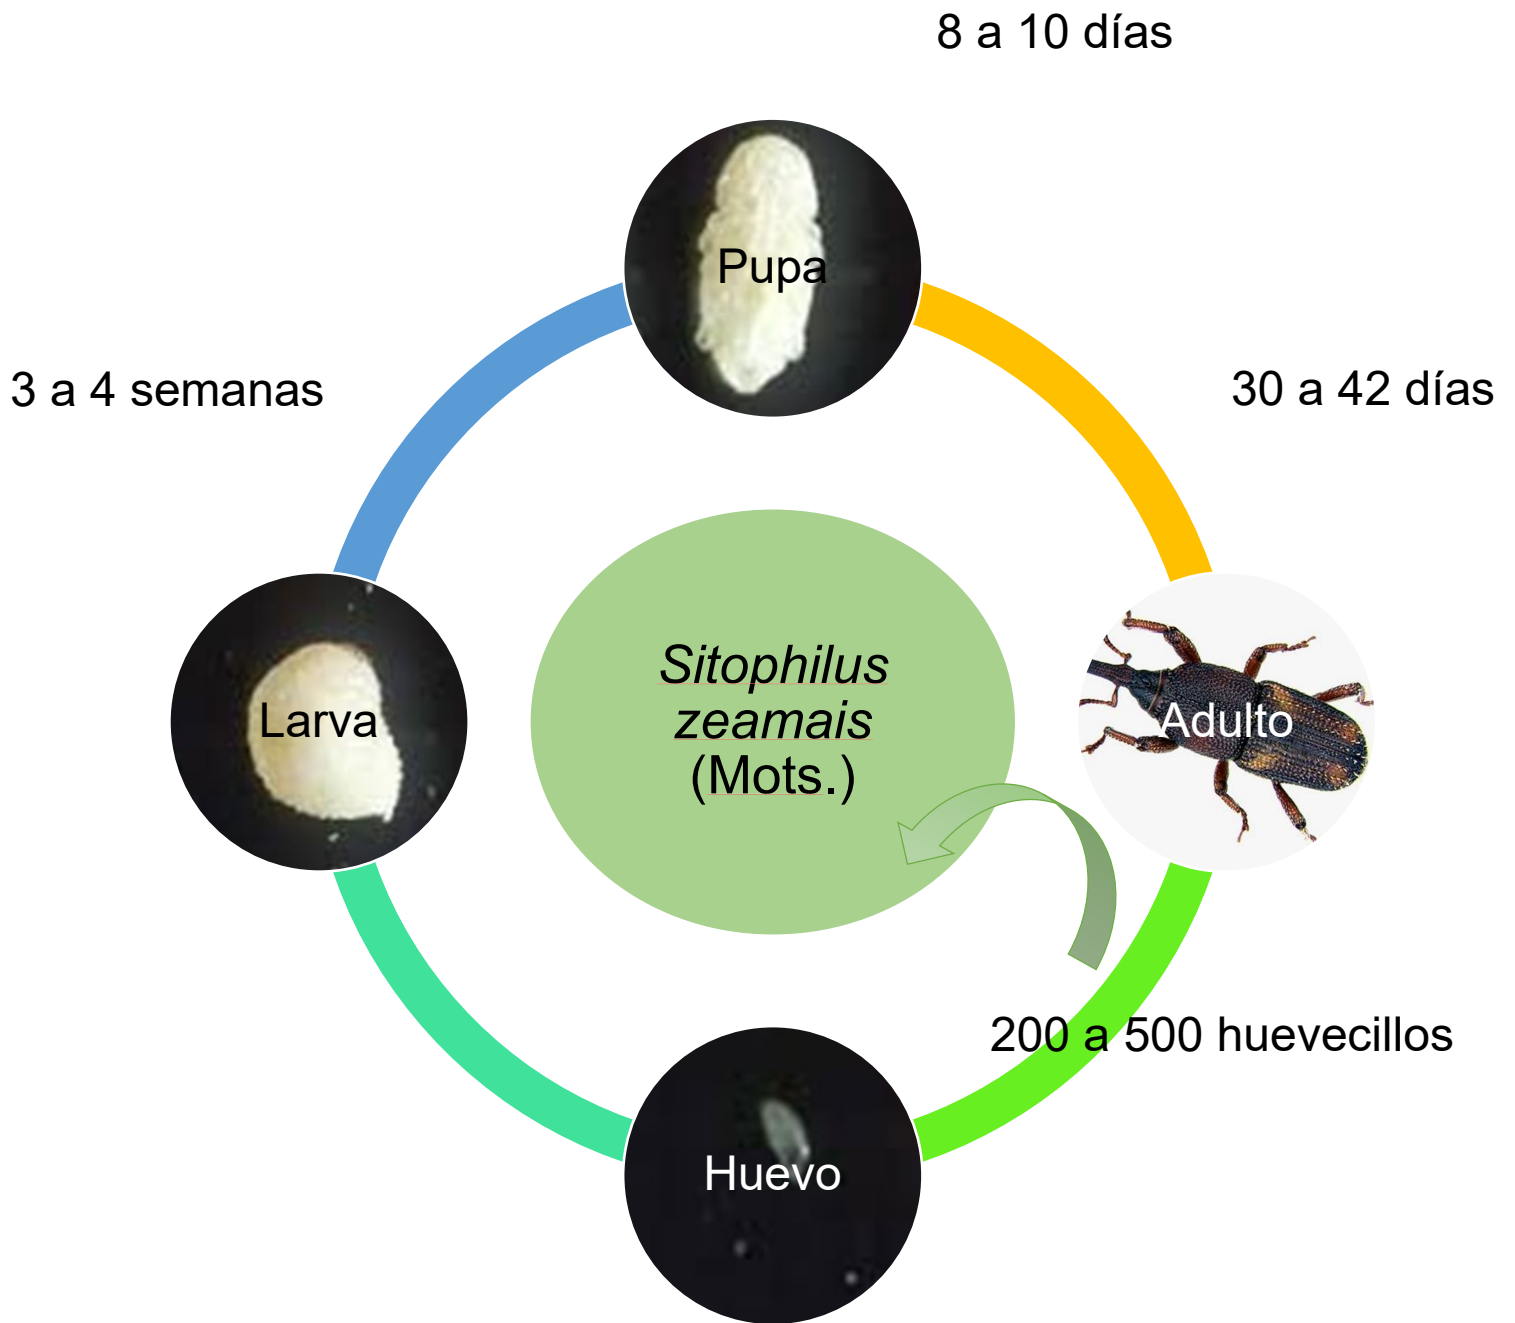 8 a 10 días
Pupa
3 a 4 semanas
30 a 42 días
Sitophilus
zeamais
(Mots.)
Larva
Adulto
200 a 500 huevecillos
Huevo